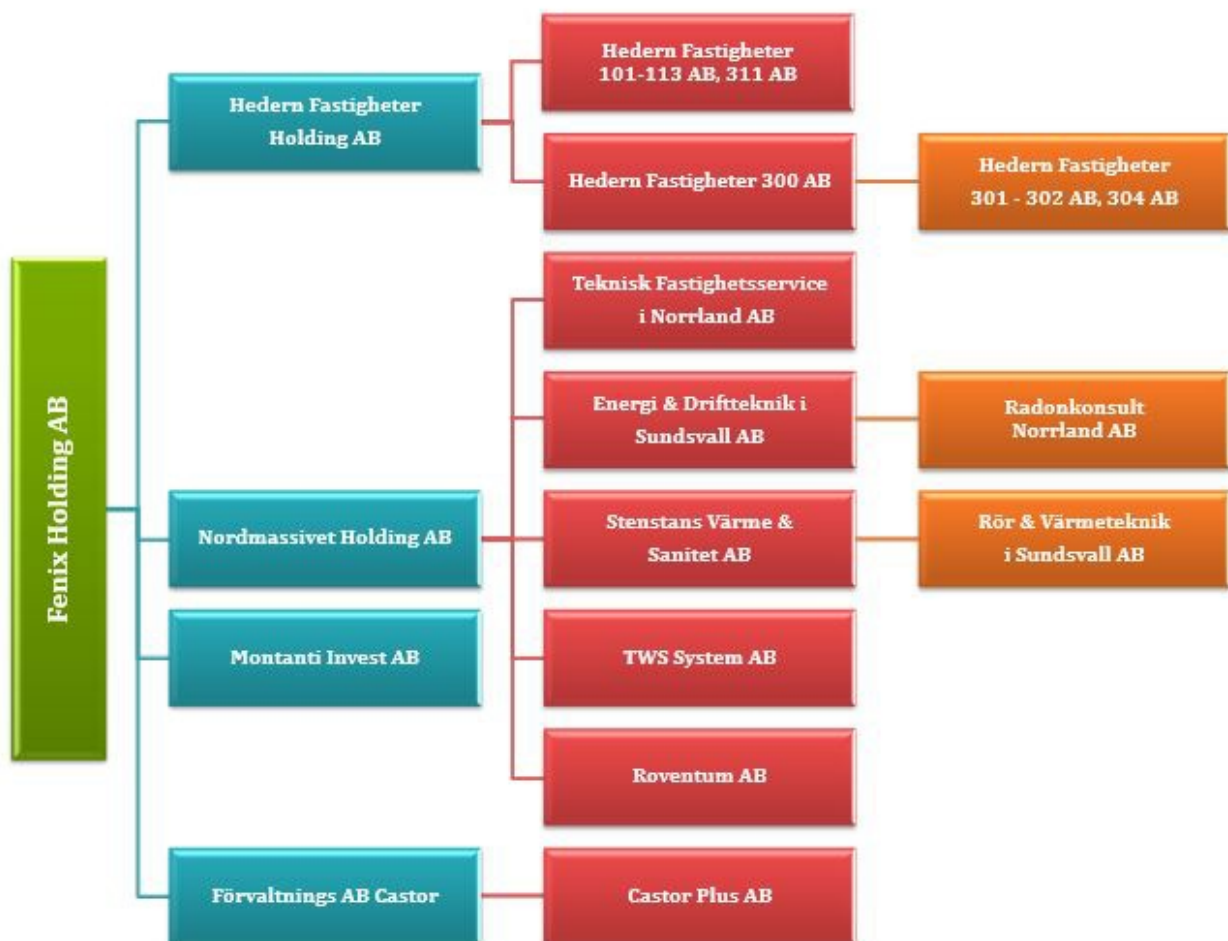 Fenix Holding AB
Hedern Fastigheter
Holding AB
Hedern Fastigheter
101-113 AB, 311 AB
Hedern Fastigheter 300 AB
Hedern Fastigheter
301 - 302 AB, 304 AB
Nordmassivet Holding AB
Teknisk Fastighetsservice
i Norrland AB
Energi & Driftteknik i
Sundsvall AB
Radonkonsult
Norrland AB
Stenstans Värme &
Sanitet AB
Rör & Värmeteknik
i Sundsvall AB
TWS System AB
Roventum AB
Montanti Invest AB
Förvaltnings AB Castor
Castor Plus AB